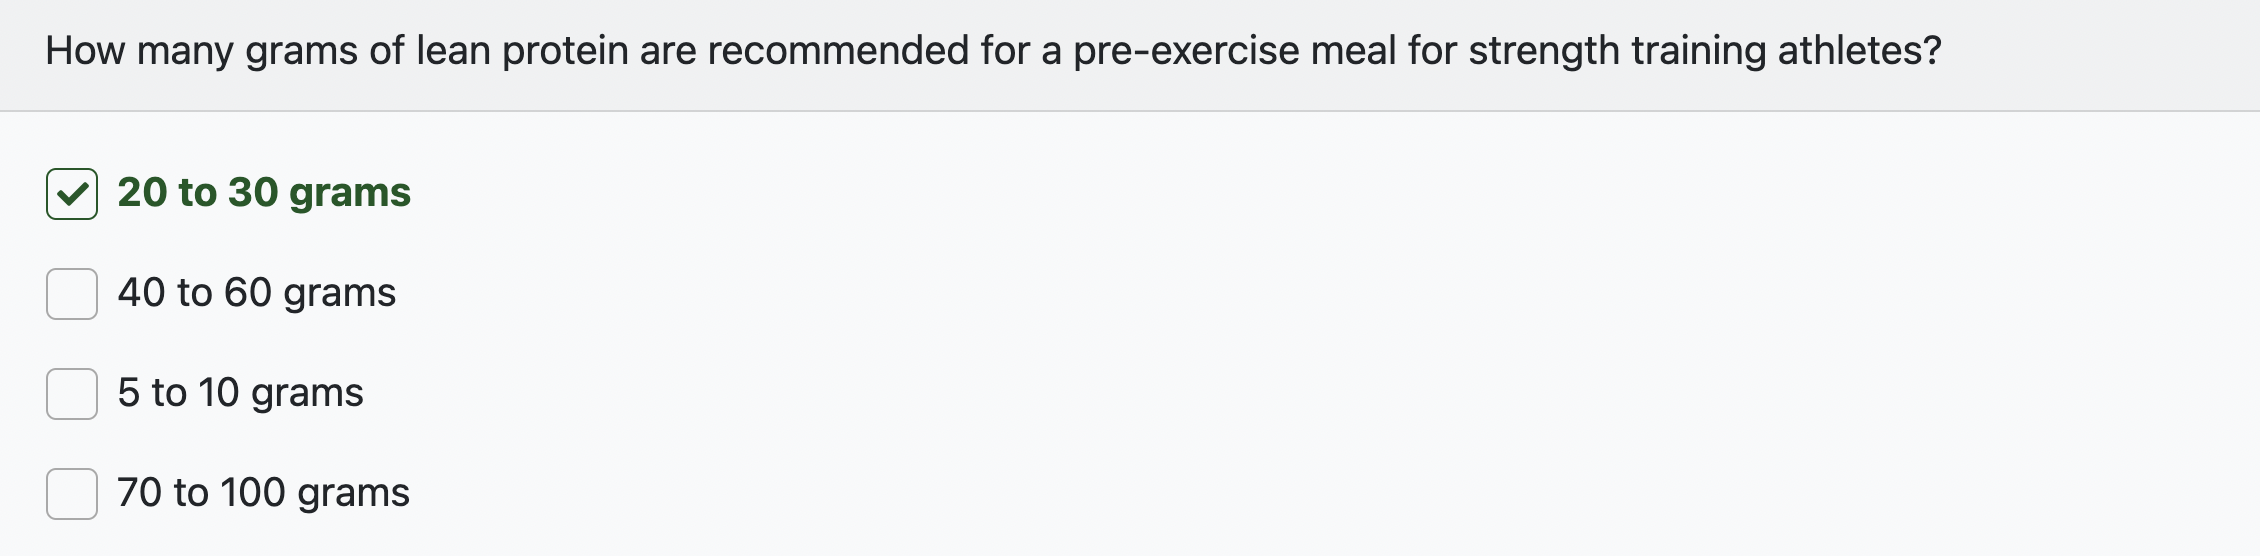 How many grams of lean protein are recommended for a pre-exercise meal for strength training athletes?
20 to 30 grams
40 to 60 grams
5 to 10 grams
70 to 100 grams